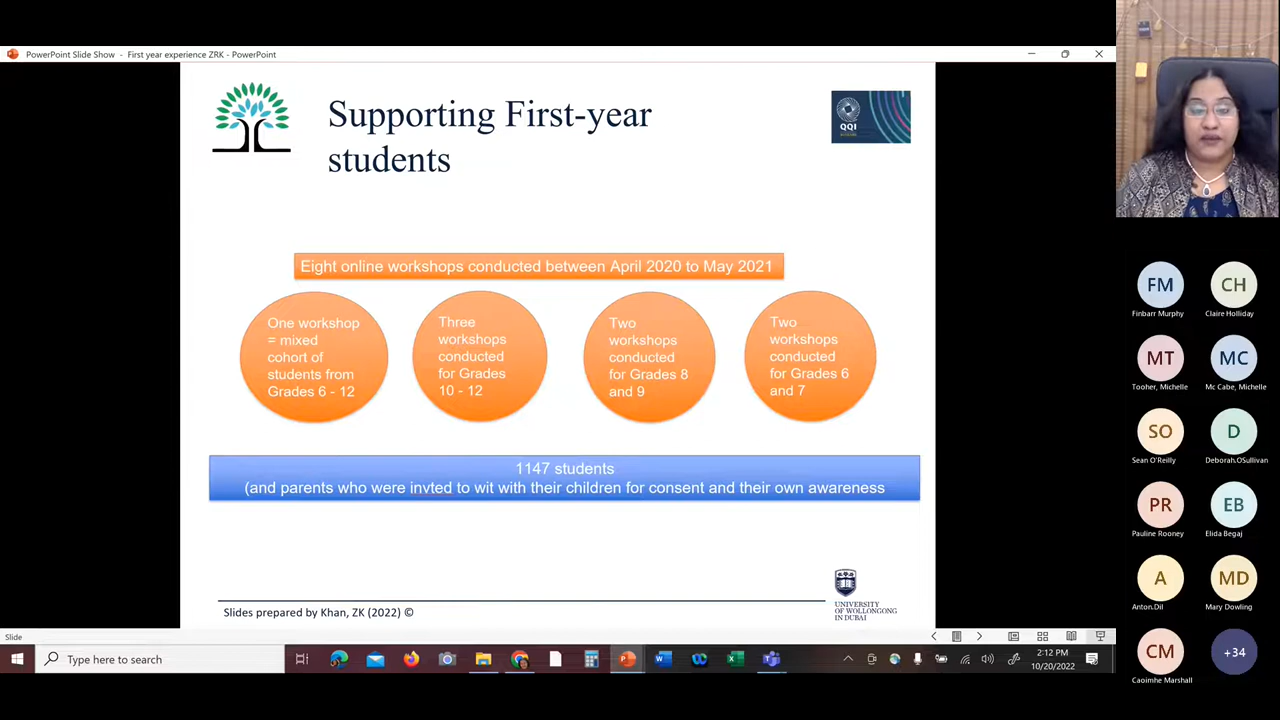 PowerPoint Slide Show - First year experience ZRK - PowerPoint
Supporting First-year
students
QQI
Eight online workshops conducted between April 2020 to May 2021
One workshop
= mixed
cohort of
students from
Grades 6 - 12
Three
workshops
conducted
for Grades
10 - 12
Two
workshops
conducted
for Grades 8
and 9
Two
workshops
conducted
for Grades 6
and 7
1147 students
(and parents who were invted to wit with their children for consent and their own awareness
Slides prepared by Khan, ZK (2022) ©
UNIVERSITY
OF WOLLONGONG
IN DUBAI
Slide
Type here to search
2:12 PM
10/20/2022
FM
Finbarr Murphy
CH
Claire Holliday
MT
Tooher, Michelle
MC
Mc Cabe, Michelle
SO
Sean O'Reilly
D
Deborah.OSullivan
PR
Pauline Rooney
EB
Elida Begaj
A
Anton.Dil
MD
Mary Dowling
CM
Caoimhe Marshall
+34